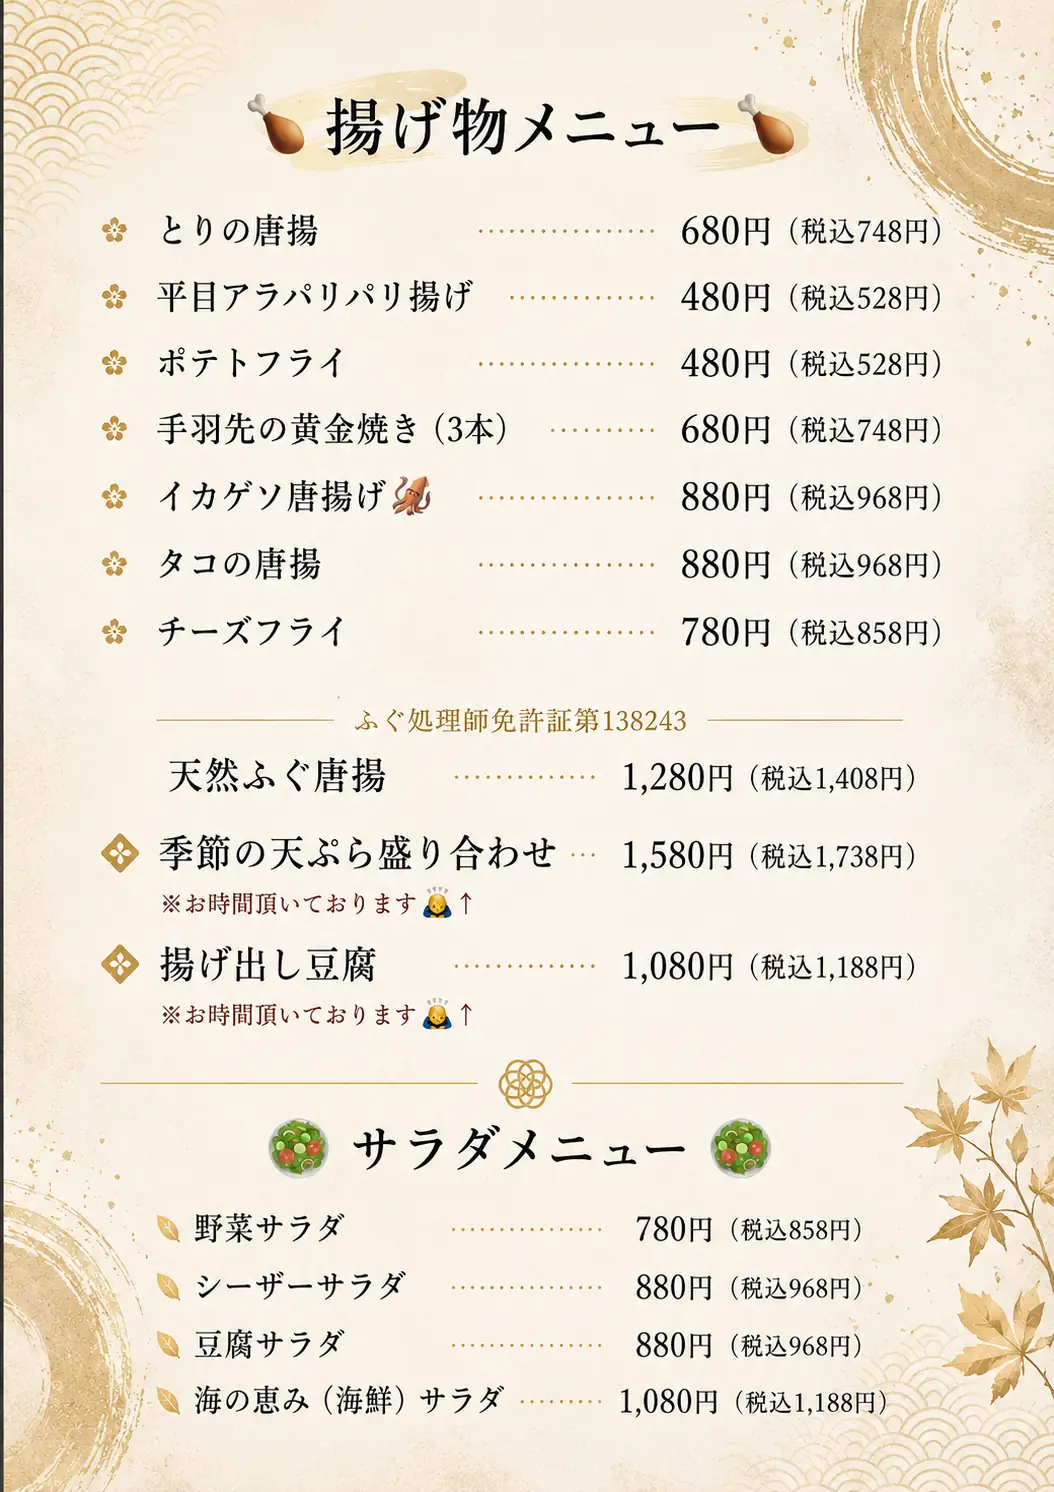 揚げ物メニュー
とりの唐揚 ……………… 680円（税込748円）
平目アラパリパリ揚げ ……………… 480円（税込528円）
ポテトフライ ……………… 480円（税込528円）
手羽先の黄金焼き（3本） ……………… 680円（税込748円）
イカゲソ唐揚げ🦑 ……………… 880円（税込968円）
タコの唐揚 ……………… 880円（税込968円）
チーズフライ ……………… 780円（税込858円）
ふぐ処理師免許証第138243
天然ふぐ唐揚 ……………… 1,280円（税込1,408円）
季節の天ぷら盛り合わせ … 1,580円（税込1,738円）
※お時間頂いております🙇↑
揚げ出し豆腐 ……………… 1,080円（税込1,188円）
※お時間頂いております🙇↑
サラダメニュー
野菜サラダ ……………… 780円（税込858円）
シーザーサラダ ……………… 880円（税込968円）
豆腐サラダ ……………… 880円（税込968円）
海の恵み（海鮮）サラダ ……… 1,080円（税込1,188円）